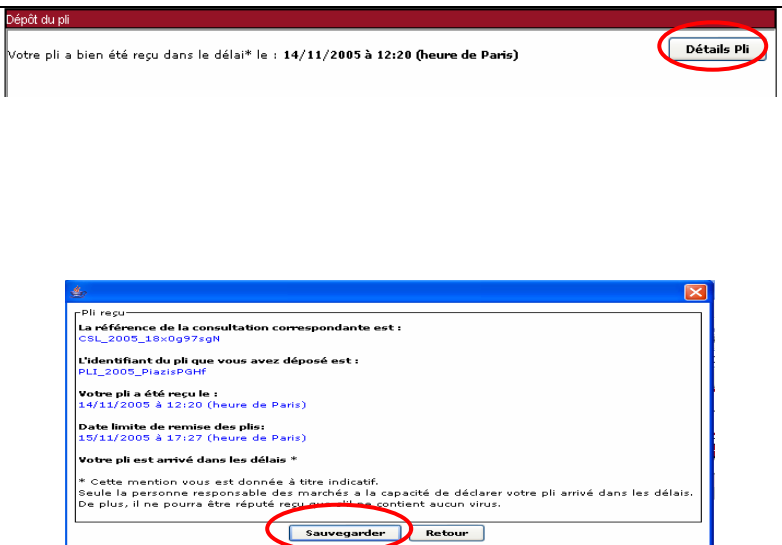 Dépôt du pli
Votre pli a bien été reçu dans le délai* le : 14/11/2005 à 12:20 (heure de Paris)
Détails Pli
Pli reçu
La référence de la consultation correspondante est :
CSL_2005_18x0g97sgN
L'identifiant du pli que vous avez déposé est :
PLI_2005_PiazisPGHf
Votre pli a été reçu le :
14/11/2005 à 12:20 (heure de Paris)
Date limite de remise des plis:
15/11/2005 à 17:27 (heure de Paris)
Votre pli est arrivé dans les délais *
* Cette mention vous est donnée à titre indicatif.
Seule la personne responsable des marchés a la capacité de déclarer votre pli arrivé dans les délais.
De plus, il ne pourra être réputé reçu que s'il ne contient aucun virus.
Sauvegarder
Retour